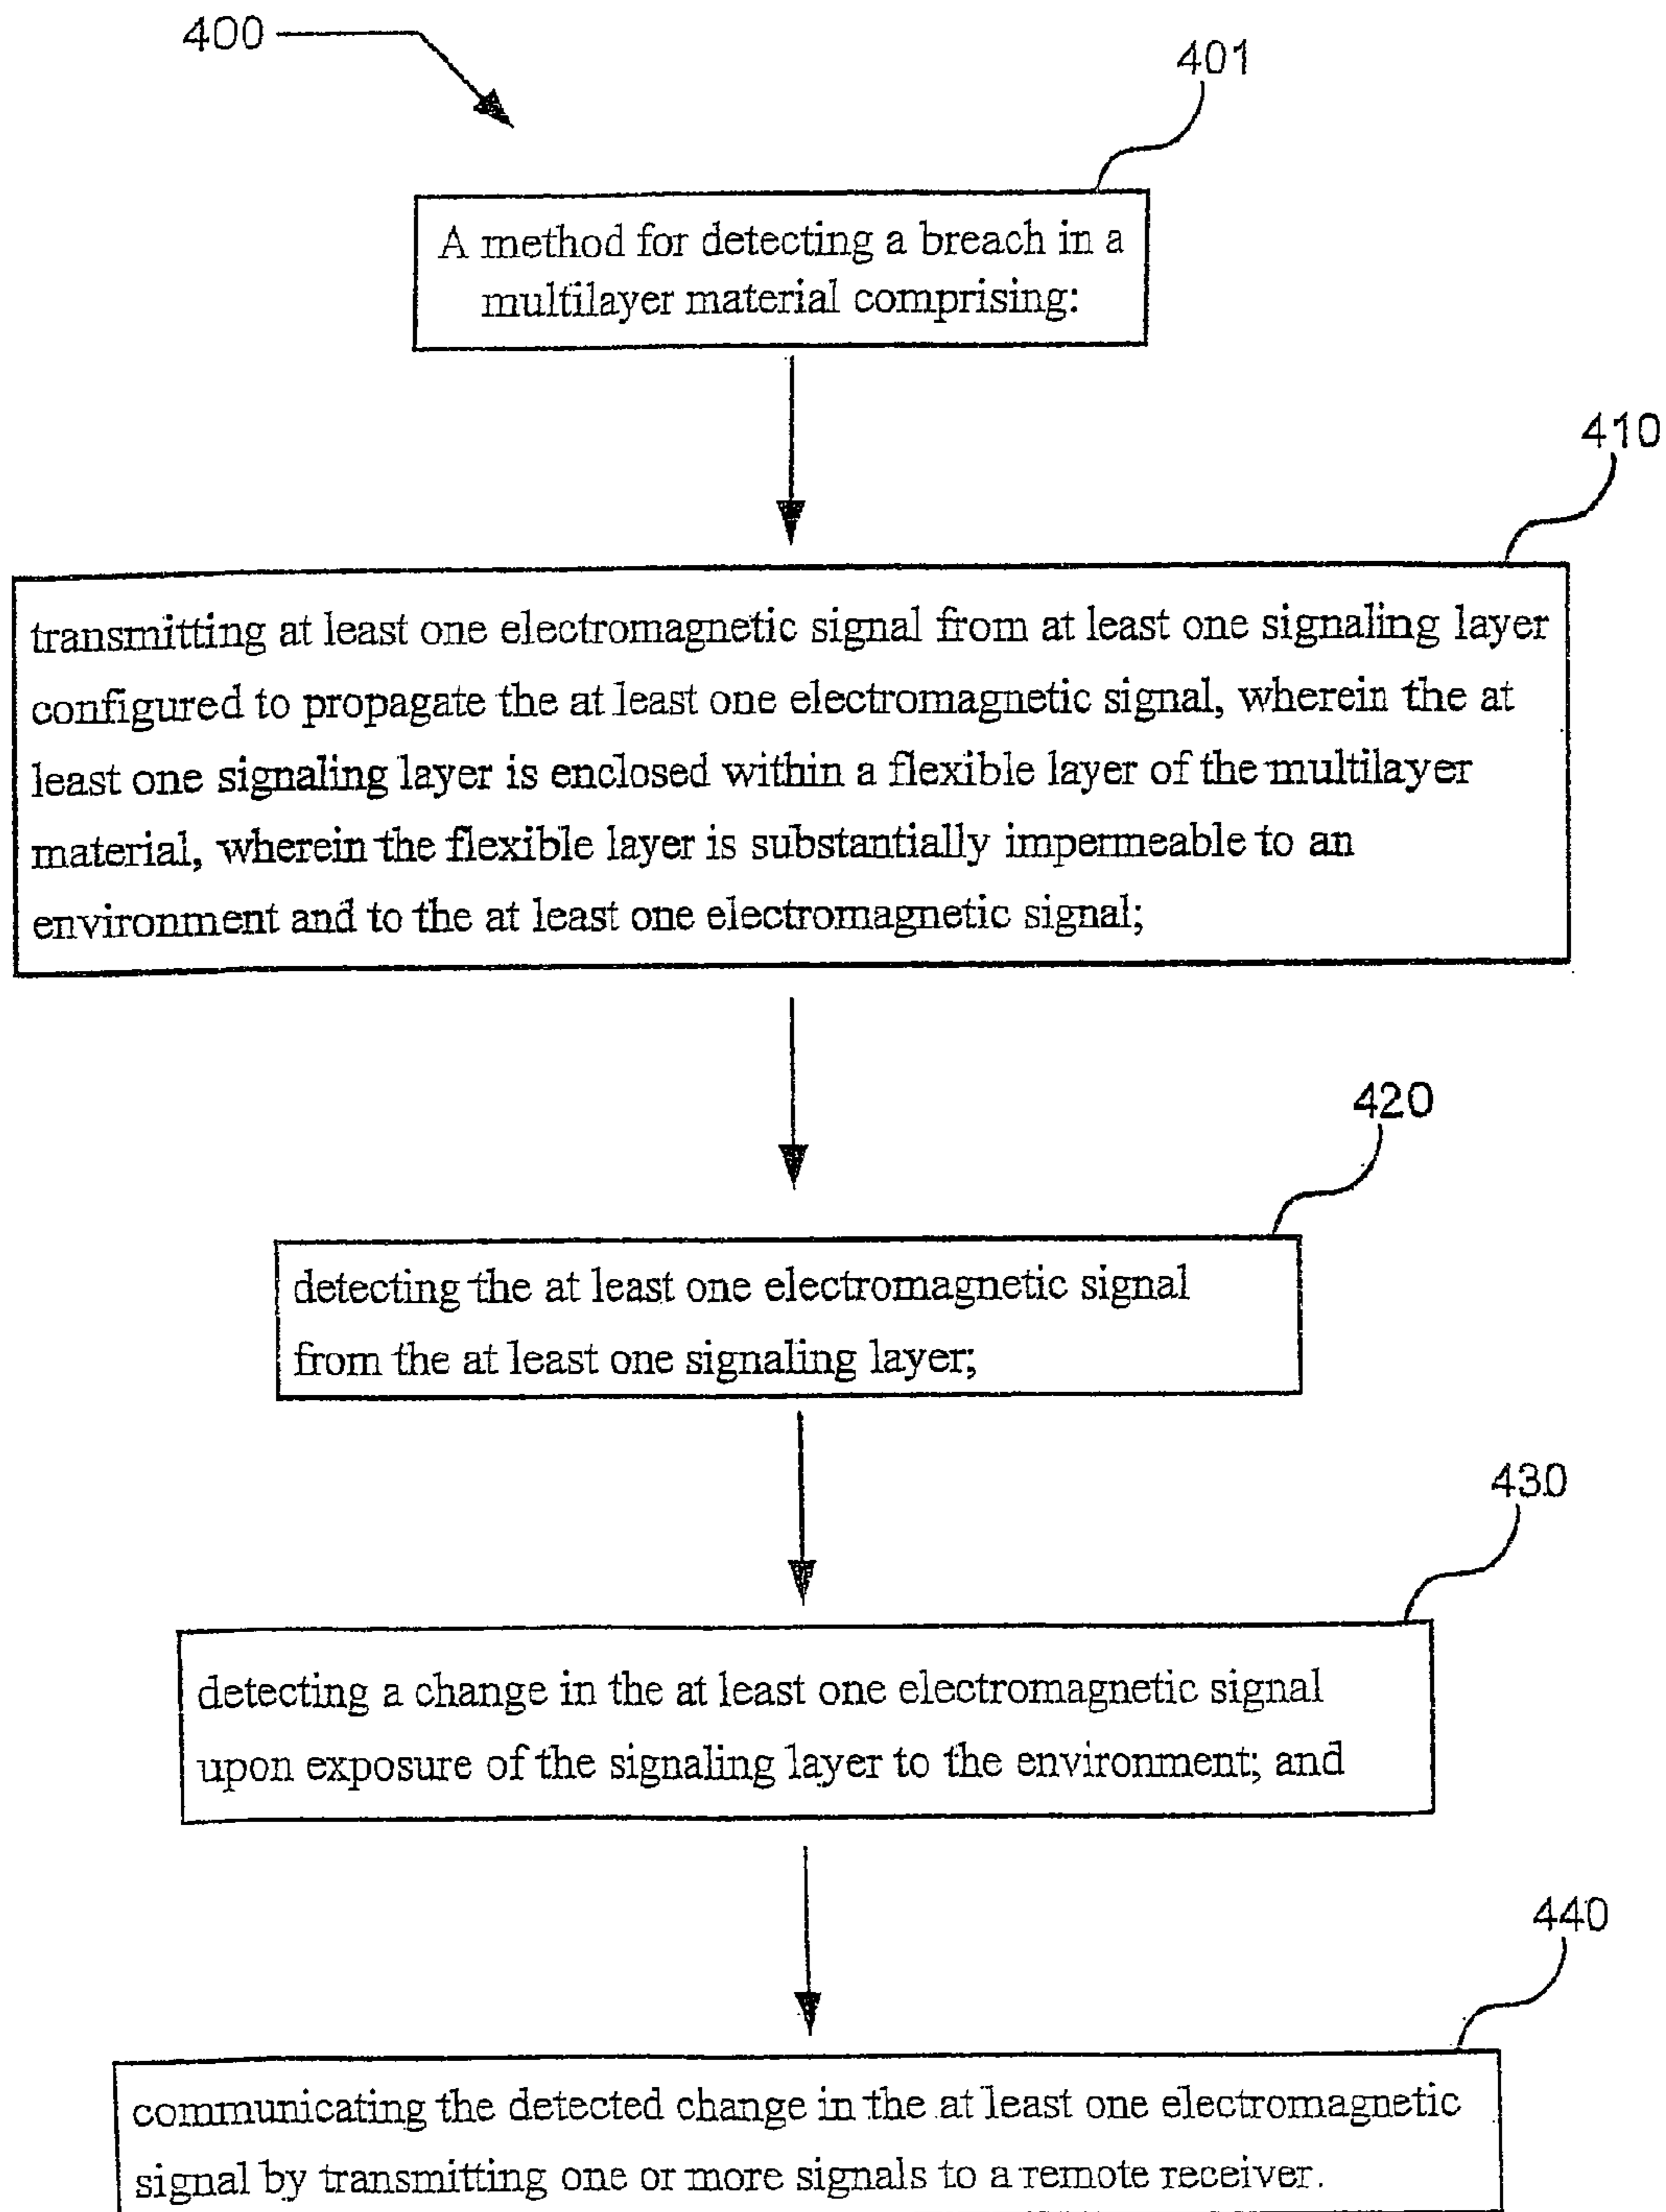 400
401
A method for detecting a breach in a
multilayer material comprising:
410
transmitting at least one electromagnetic signal from at least one signaling layer
configured to propagate the at least one electromagnetic signal, wherein the at
least one signaling layer is enclosed within a flexible layer of the multilayer
material, wherein the flexible layer is substantially impermeable to an
environment and to the at least one electromagnetic signal;
420
detecting the at least one electromagnetic signal
from the at least one signaling layer;
430
detecting a change in the at least one electromagnetic signal
upon exposure of the signaling layer to the environment; and
440
communicating the detected change in the at least one electromagnetic
signal by transmitting one or more signals to a remote receiver.